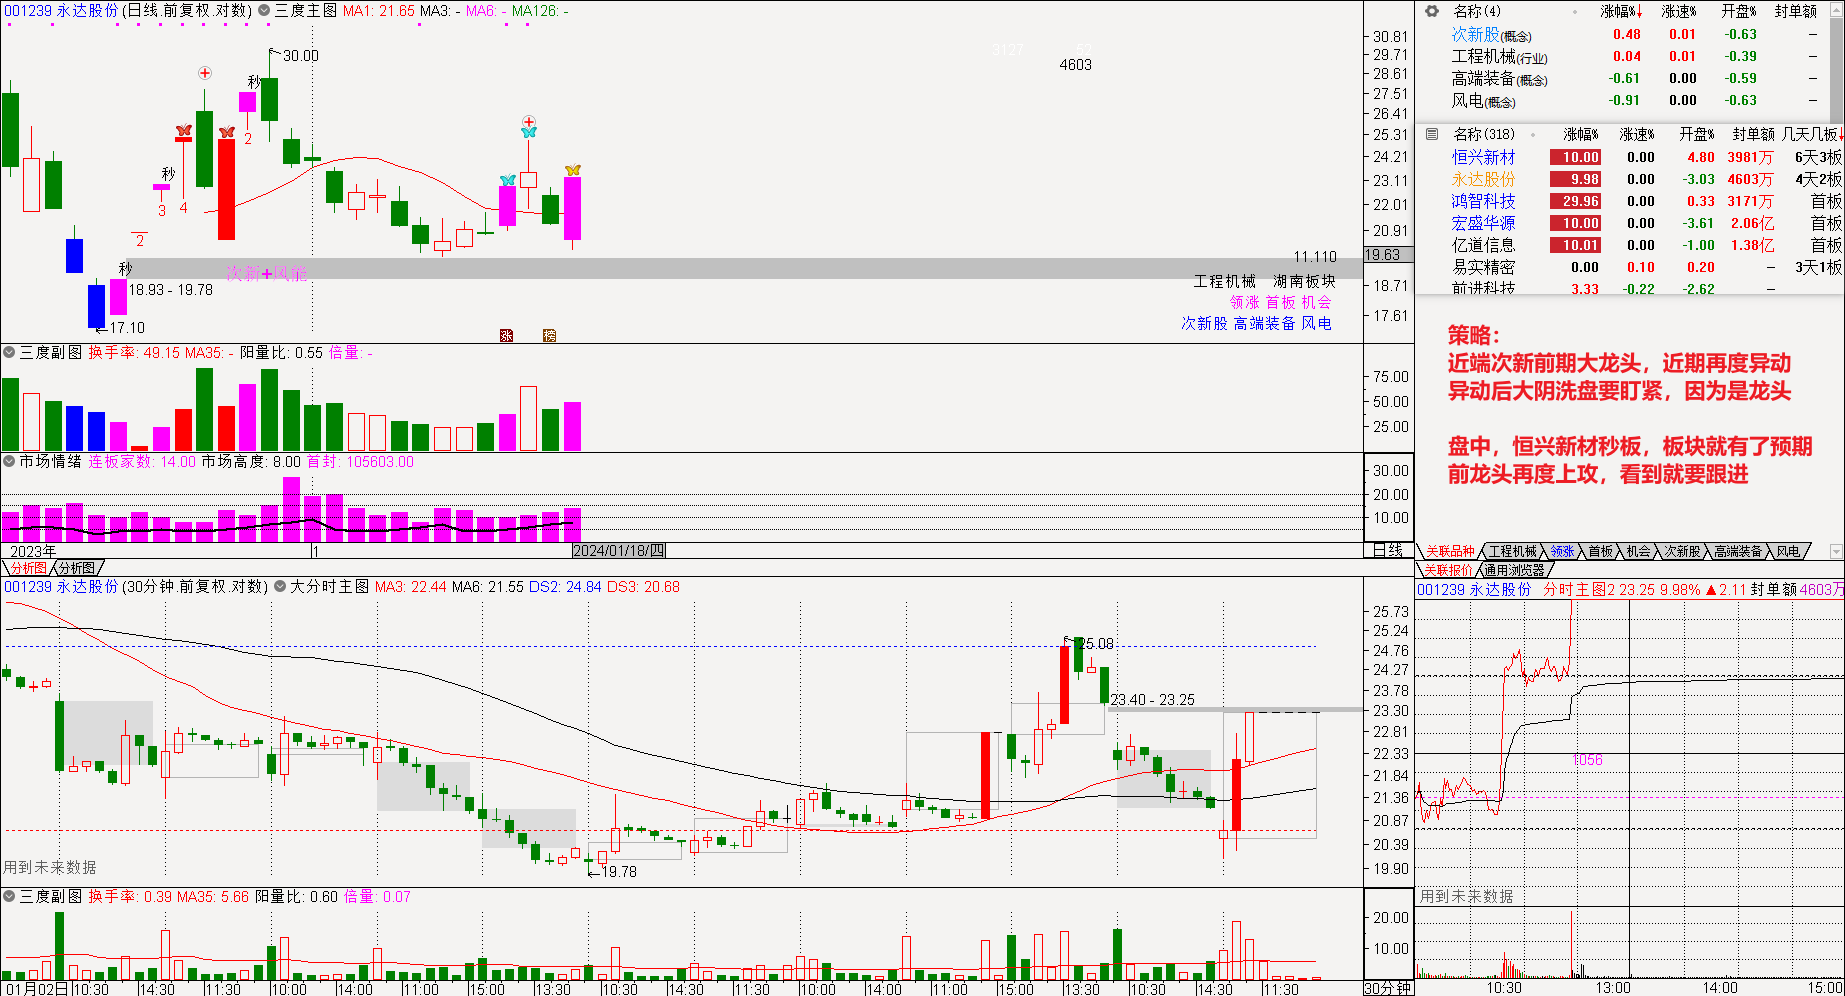 001239 永达股份(日线.前复权.对数) 三度主图 MA1: 21.65 MA3: - MA6: - MA126: -
30.00
3127 52
4603
秒
秒
秒
2
3
4
2
17.10
18.93 - 19.78
次新+风能
11.110
工程机械 湖南板块
领涨 首板 机会
次新股 高端装备 风电
涨
榜
30.81
29.71
28.61
27.51
26.41
25.31
24.21
23.11
22.01
20.91
19.63
18.71
17.61
三度副图 换手率: 49.15 MA35: - 阳量比: 0.55 倍量: -
75.00
50.00
25.00
市场情绪 连板家数: 14.00 市场高度: 8.00 首封: 105603.00
30.00
20.00
10.00
2023年 1 2024/01/18/四 日线
分析图 分析图
001239 永达股份(30分钟.前复权.对数) 大分时主图 MA3: 22.44 MA6: 21.55 DS2: 24.84 DS3: 20.68
25.08
23.40 - 23.25
19.78
用到未来数据
25.73
25.24
24.76
24.27
23.78
23.30
22.81
22.33
21.84
21.36
20.87
20.39
19.90
三度副图 换手率: 0.39 MA35: 5.66 阳量比: 0.60 倍量: 0.07
20.00
10.00
01月02日 10:30 14:30 11:30 10:00 14:00 11:00 15:00 13:30 10:30 14:30 11:30 10:00 14:00 11:00 15:00 13:30 10:30 14:30 11:30 30分钟
名称(4) 涨幅%↓ 涨速% 开盘% 封单额
次新股(概念) 0.48 0.01 -0.63 —
工程机械(行业) 0.04 0.01 -0.39 —
高端装备(概念) -0.61 0.00 -0.59 —
风电(概念) -0.91 0.00 -0.63 —
名称(318) 涨幅% 涨速% 开盘% 封单额 几天几板↓
恒兴新材 10.00 0.00 4.80 3981万 6天3板
永达股份 9.98 0.00 -3.03 4603万 4天2板
鸿智科技 29.96 0.00 0.33 3171万 首板
宏盛华源 10.00 0.00 -3.61 2.06亿 首板
亿道信息 10.01 0.00 -1.00 1.38亿 首板
易实精密 0.00 0.10 0.20 — 3天1板
前进科技 3.33 -0.22 -2.62 —
策略：
近端次新前期大龙头，近期再度异动
异动后大阴洗盘要盯紧，因为是龙头
盘中，恒兴新材秒板，板块就有了预期
前龙头再度上攻，看到就要跟进
关联品种 工程机械 领涨 首板 机会 次新股 高端装备 风电
关联报价 通用浏览器
001239 永达股份 分时主图2 23.25 9.98% ▲2.11 封单额4603万
1056
用到未来数据
10:30 13:00 14:00 15:00